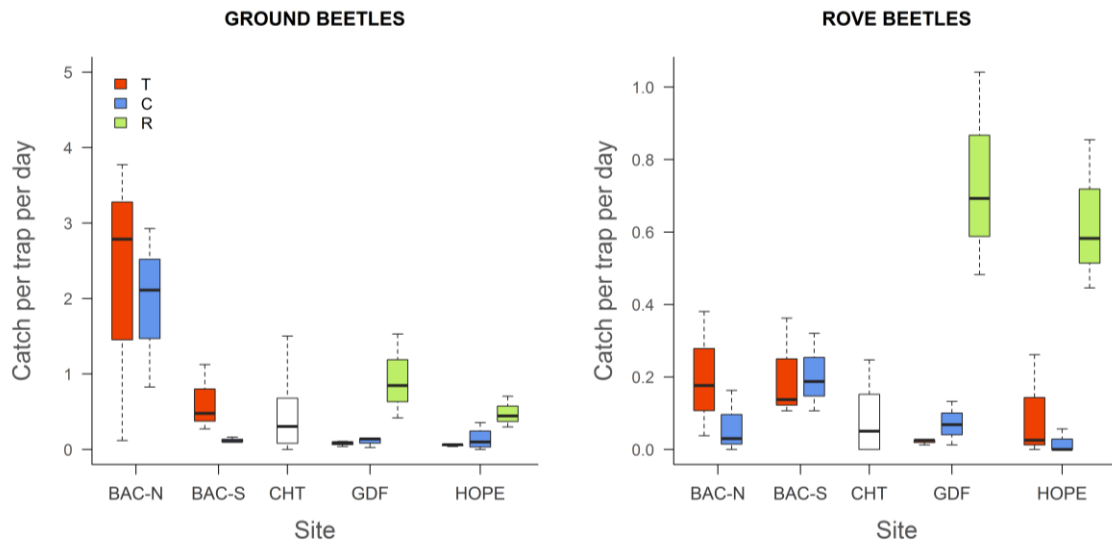 GROUND BEETLES
Catch per trap per day
5
4
3
2
1
0
T
C
R
BAC-N BAC-S CHT GDF HOPE
Site
ROVE BEETLES
Catch per trap per day
1.0
0.8
0.6
0.4
0.2
0.0
BAC-N BAC-S CHT GDF HOPE
Site